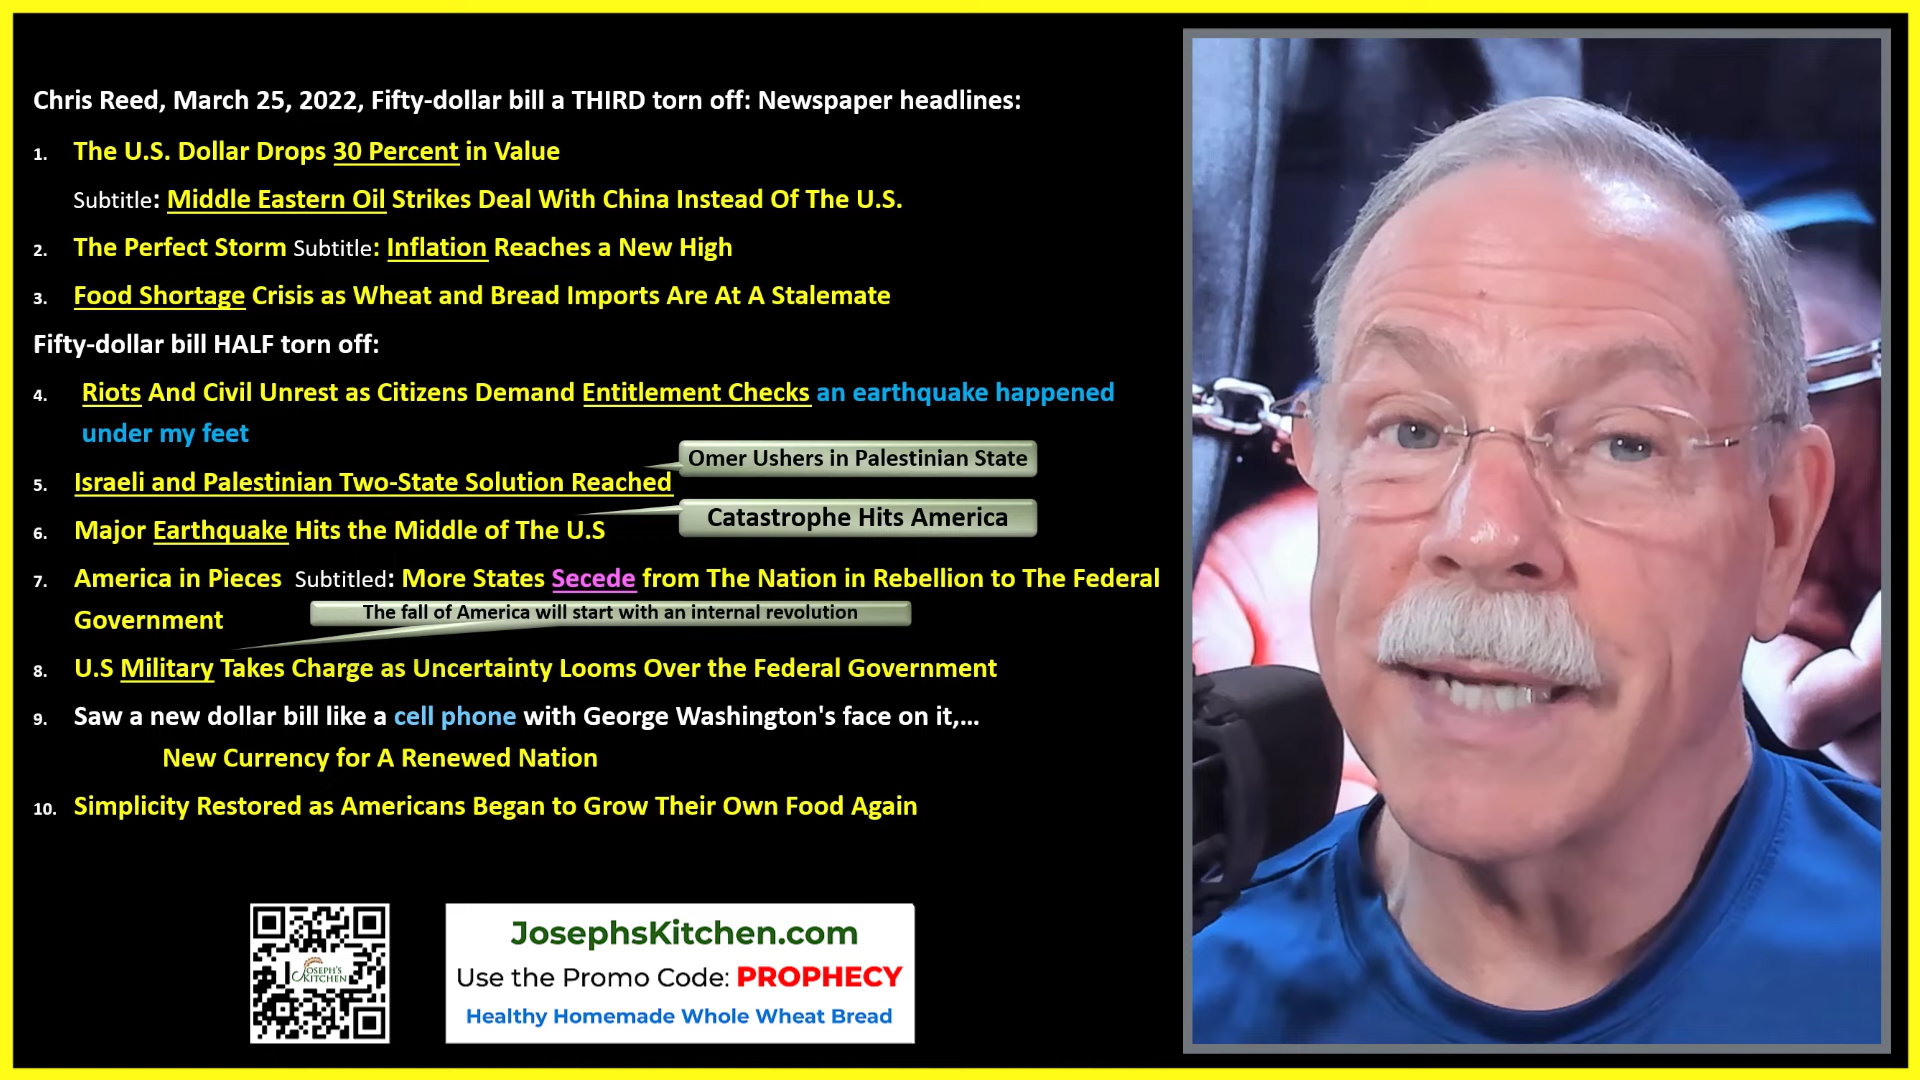 Chris Reed, March 25, 2022, Fifty-dollar bill a THIRD torn off: Newspaper headlines:
1. The U.S. Dollar Drops 30 Percent in Value
Subtitle: Middle Eastern Oil Strikes Deal With China Instead Of The U.S.
2. The Perfect Storm Subtitle: Inflation Reaches a New High
3. Food Shortage Crisis as Wheat and Bread Imports Are At A Stalemate
Fifty-dollar bill HALF torn off:
4. Riots And Civil Unrest as Citizens Demand Entitlement Checks an earthquake happened
under my feet
Omer Ushers in Palestinian State
5. Israeli and Palestinian Two-State Solution Reached
Catastrophe Hits America
6. Major Earthquake Hits the Middle of The U.S
7. America in Pieces Subtitled: More States Secede from The Nation in Rebellion to The Federal
Government
The fall of America will start with an internal revolution
8. U.S Military Takes Charge as Uncertainty Looms Over the Federal Government
9. Saw a new dollar bill like a cell phone with George Washington's face on it,...
New Currency for A Renewed Nation
10. Simplicity Restored as Americans Began to Grow Their Own Food Again
JOSEPH'S
KITCHEN
JosephsKitchen.com
Use the Promo Code: PROPHECY
Healthy Homemade Whole Wheat Bread